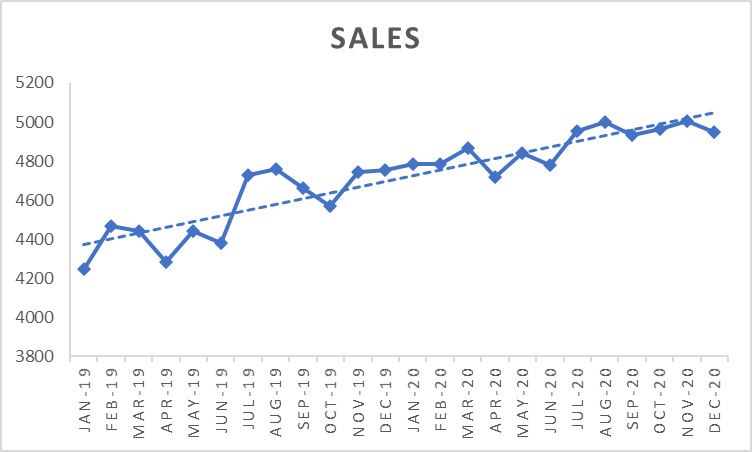 SALES
5200
5000
4800
4600
4400
4200
4000
3800
JAN-19
FEB-19
MAR-19
APR-19
MAY-19
JUN-19
JUL-19
AUG-19
SEP-19
OCT-19
NOV-19
DEC-19
JAN-20
FEB-20
MAR-20
APR-20
MAY-20
JUN-20
JUL-20
AUG-20
SEP-20
OCT-20
NOV-20
DEC-20